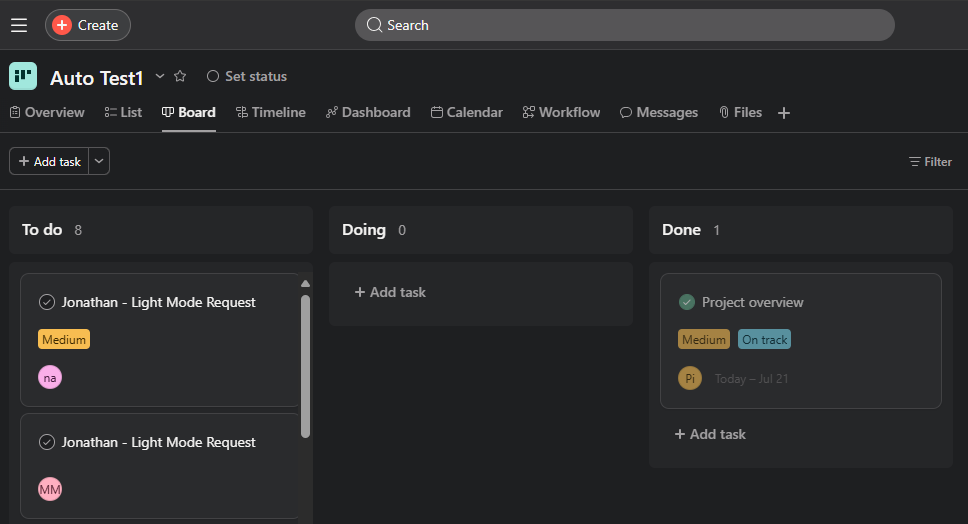 Create
Search
Auto Test1
Set status
Overview List Board Timeline Dashboard Calendar Workflow Messages Files
Add task
Filter
To do 8
Jonathan - Light Mode Request
Medium
na
Jonathan - Light Mode Request
MM
Doing 0
Add task
Done 1
Project overview
Medium On track
Pi Today – Jul 21
Add task